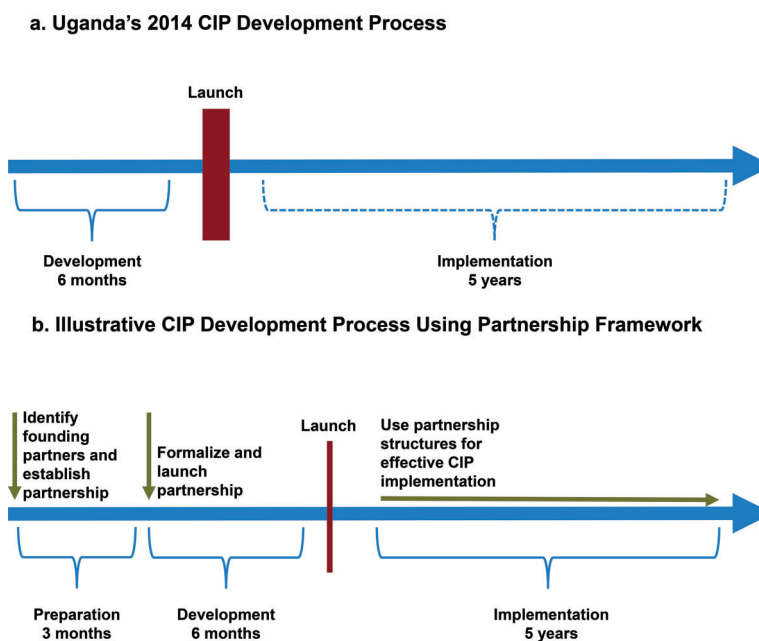 a. Uganda's 2014 CIP Development Process
Launch
Development
6 months
Implementation
5 years
b. Illustrative CIP Development Process Using Partnership Framework
Identify
founding
partners and
establish
partnership
Formalize and
launch
partnership
Launch
Use partnership
structures for
effective CIP
implementation
Preparation
3 months
Development
6 months
Implementation
5 years